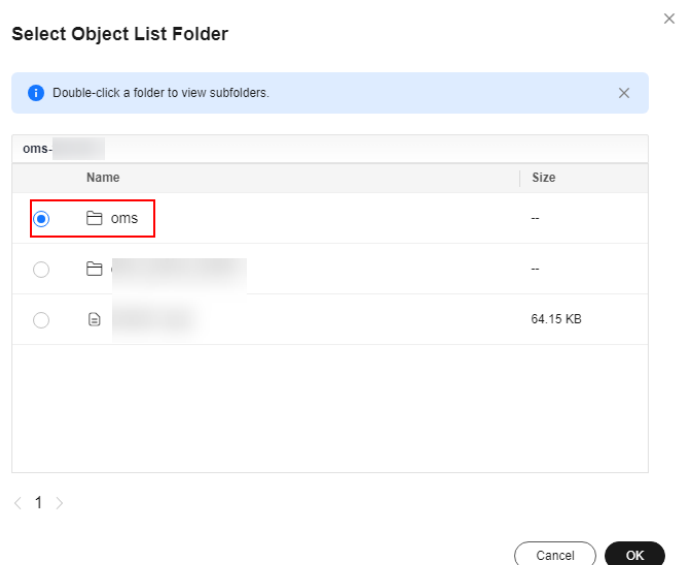 Select Object List Folder
Double-click a folder to view subfolders.
oms-
Name Size
oms --
--
64.15 KB
< 1 >
Cancel OK